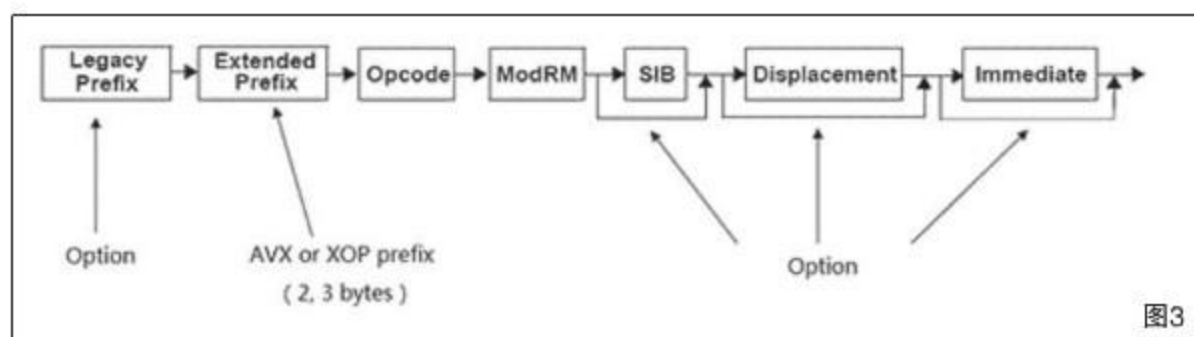 Legacy
Prefix
Extended
Prefix
Opcode
ModRM
SIB
Displacement
Immediate
Option
AVX or XOP prefix
( 2, 3 bytes )
Option
图3